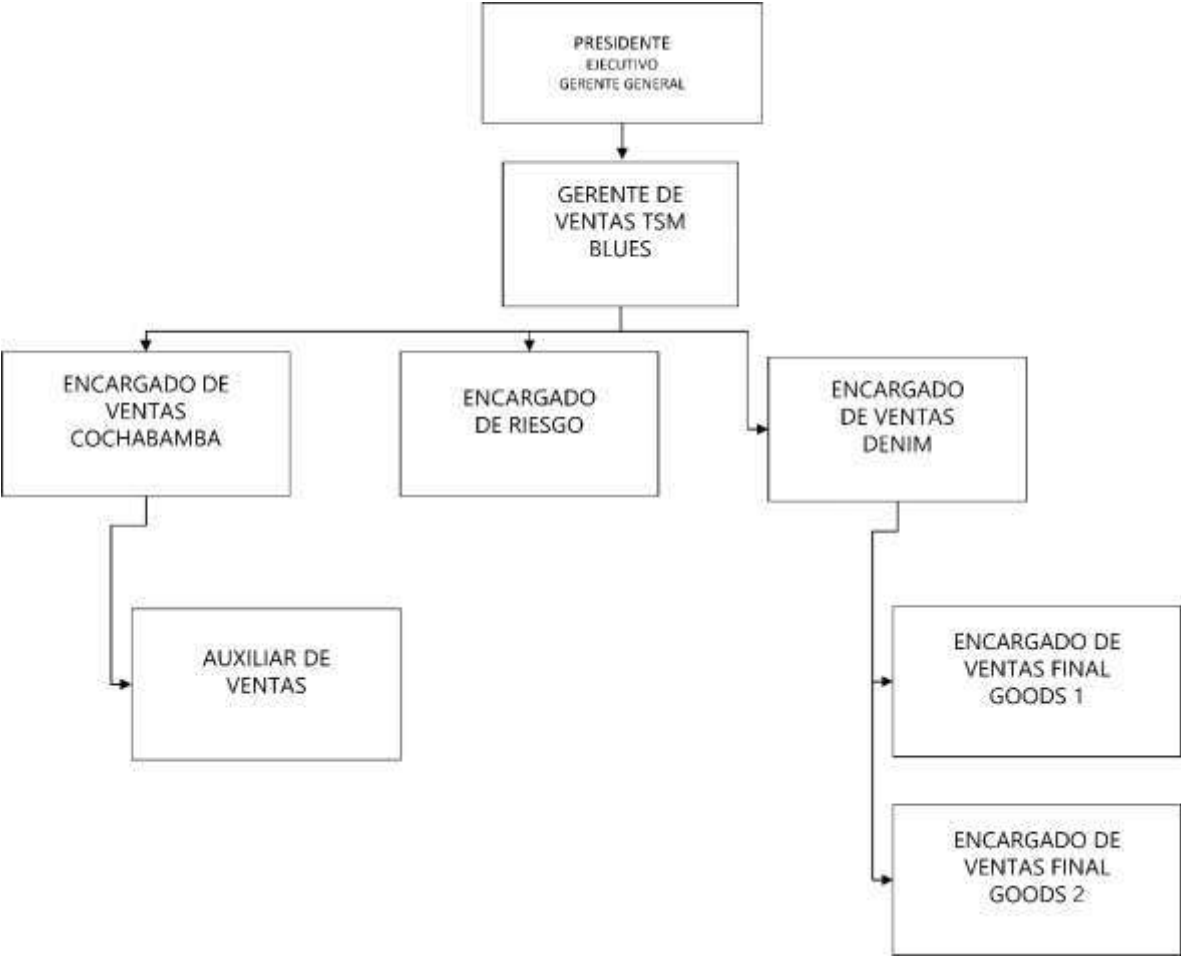 PRESIDENTE
EJECUTIVO
GERENTE GENERAL
GERENTE DE
VENTAS TSM
BLUES
ENCARGADO DE
VENTAS
COCHABAMBA
ENCARGADO
DE RIESGO
ENCARGADO
DE VENTAS
DENIM
AUXILIAR DE
VENTAS
ENCARGADO DE
VENTAS FINAL
GOODS 1
ENCARGADO DE
VENTAS FINAL
GOODS 2